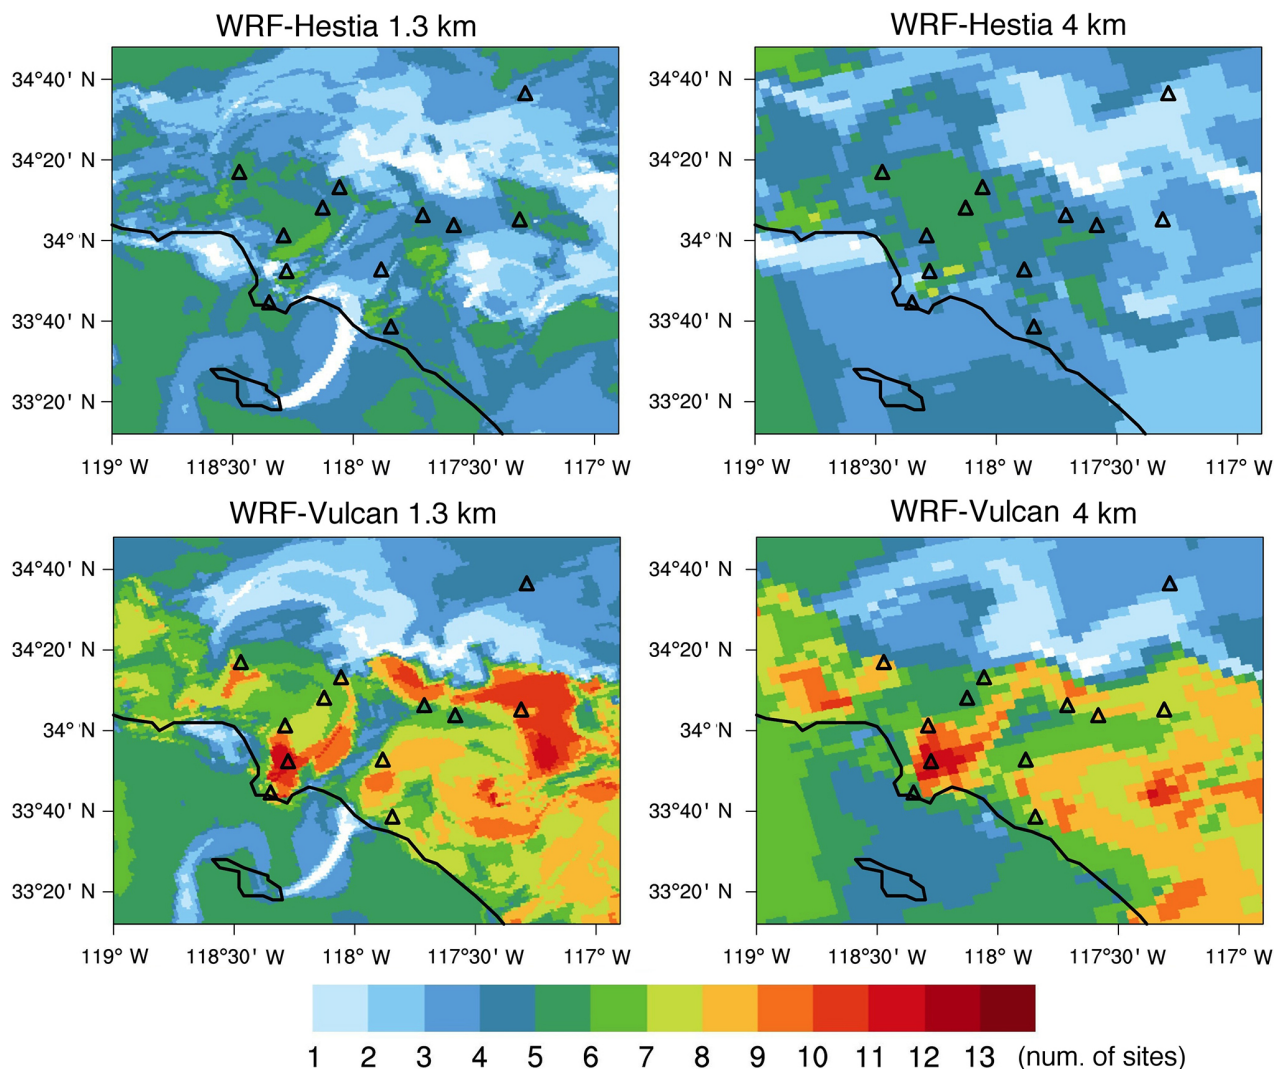 WRF-Hestia 1.3 km
WRF-Hestia 4 km
34°40' N
34°20' N
34° 'N
33°40' N
33°20' N
119° W 118°30' W 118° W 117°30' W 117° W
34°40' N
34°20' N
34° 'N
33°40' N
33°20' N
119° W 118°30' W 118° W 117°30' W 117° W
WRF-Vulcan 1.3 km
WRF-Vulcan 4 km
34°40' N
34°20' N
34° 'N
33°40' N
33°20' N
119° W 118°30' W 118° W 117°30' W 117° W
34°40' N
34°20' N
34° 'N
33°40' N
33°20' N
119° W 118°30' W 118° W 117°30' W 117° W
1 2 3 4 5 6 7 8 9 10 11 12 13 (num. of sites)